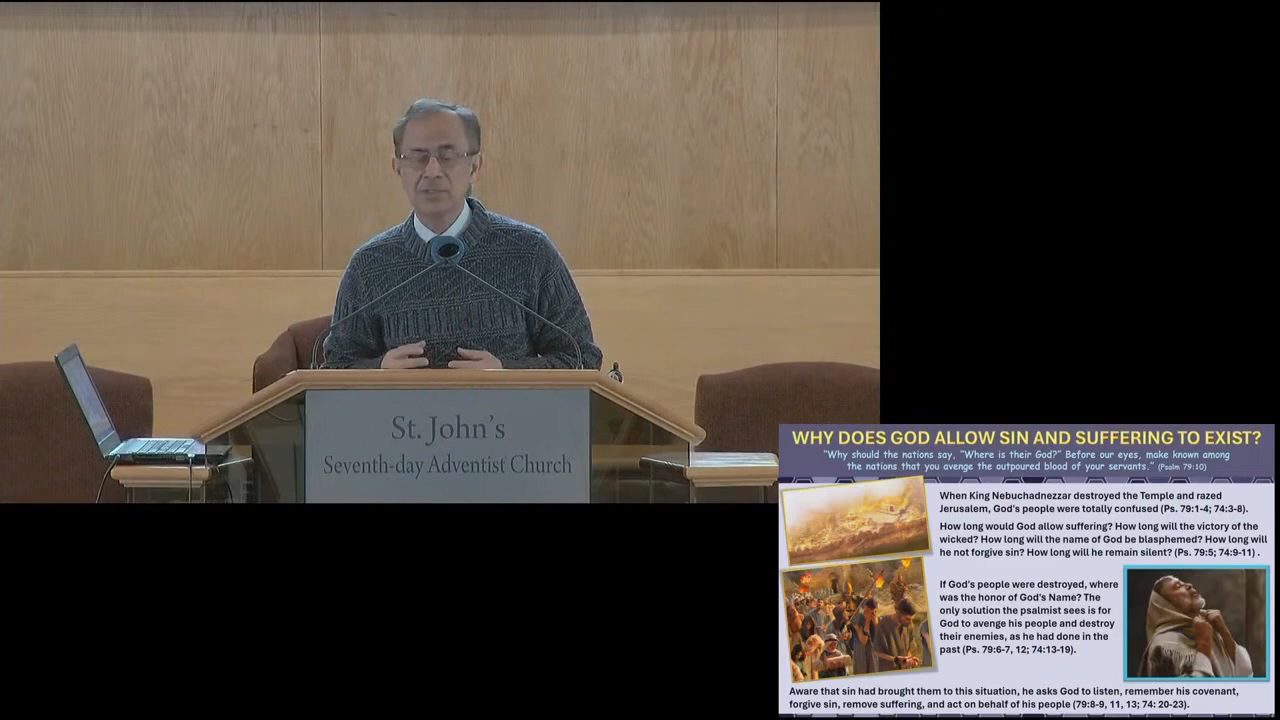 St. John's
Seventh-day Adventist Church
WHY DOES GOD ALLOW SIN AND SUFFERING TO EXIST?
"Why should the nations say, "Where is their God?" Before our eyes, make known among
the nations that you avenge the outpoured blood of your servants." (Psalm 79:10)
When King Nebuchadnezzar destroyed the Temple and razed
Jerusalem, God's people were totally confused (Ps. 79:1-4; 74:3-8).
How long would God allow suffering? How long will the victory of the
wicked? How long will the name of God be blasphemed? How long will
he not forgive sin? How long will he remain silent? (Ps. 79:5; 74:9-11) .
If God's people were destroyed, where
was the honor of God's Name? The
only solution the psalmist sees is for
God to avenge his people and destroy
their enemies, as he had done in the
past (Ps. 79:6-7, 12; 74:13-19).
Aware that sin had brought them to this situation, he asks God to listen, remember his covenant,
forgive sin, remove suffering, and act on behalf of his people (79:8-9, 11, 13; 74: 20-23).